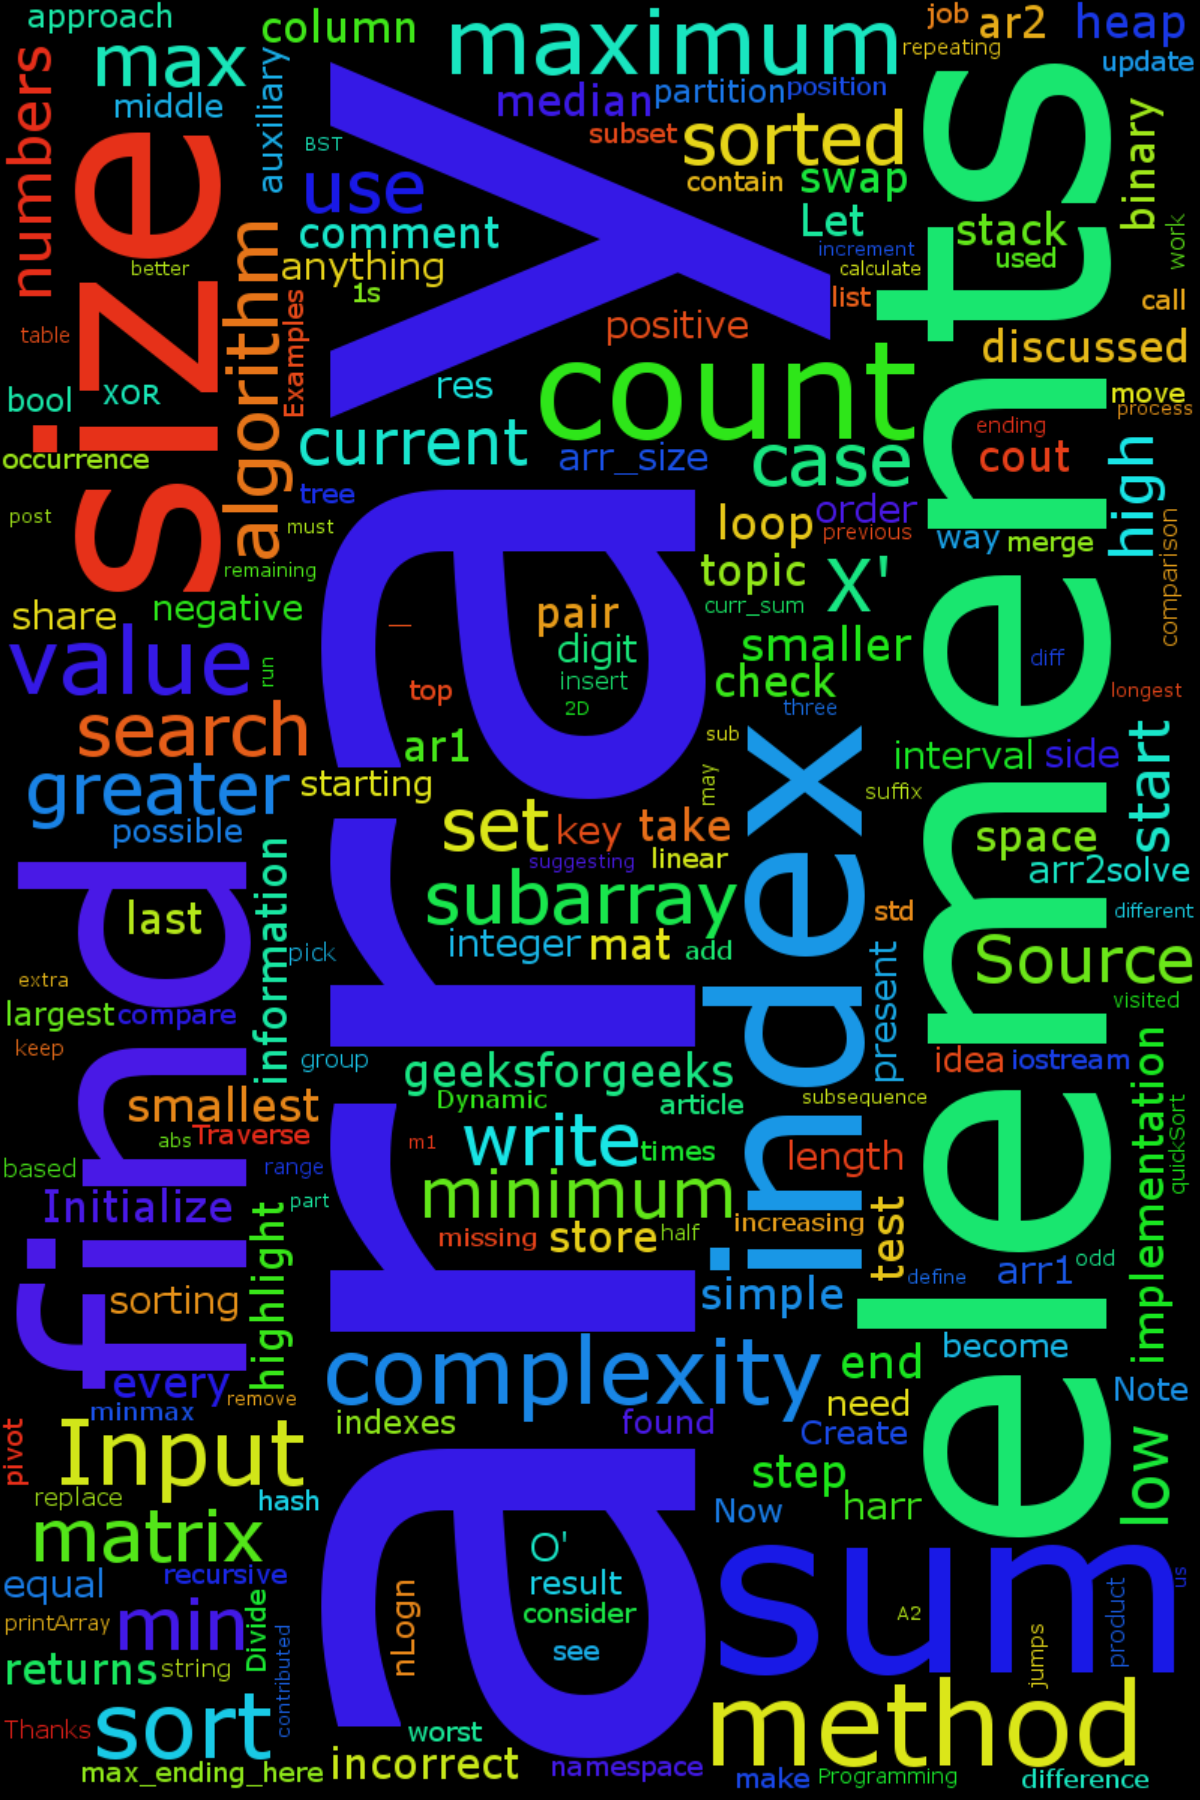 approach
column
maximum
job
ar2
heap
repeating
update
numbers
max
auxiliary
middle
median
partition
position
binary
size
BST
subset
sorted
use
contain
swap
comment
Let
stack
work
anything
increment
used
better
1s
calculate
list
call
table
algorithm
Examples
positive
discussed
array
elements
bool
XOR
res
count
move
process
occurrence
current
arr_size
case
ending
cout
high
post
tree
must
loop
order
previous
way
merge
comparison
remaining
topic
X'
share
negative
pair
curr_sum
digit
smaller
value
run
top
insert
check
diff
2D
three
longest
search
ar1
sub
interval
side
start
greater
starting
may
suffix
possible
set
key
take
space
suggesting
linear
arr2
solve
find
last
information
subarray
index
std
different
pick
integer
mat
add
present
Source
extra
visited
largest
compare
keep
group
geeksforgeeks
idea
iostream
smallest
Dynamic
article
subsequence
implementation
quickSort
abs
Traverse
m1
write
times
length
based
range
Initialize
part
minimum
highlight
missing
store
half
increasing
test
sorting
simple
define
arr1
odd
complexity
end
become
every
remove
need
Note
minmax
indexes
found
Create
pivot
Input
step
low
replace
hash
Now
harr
matrix
O'
sum
equal
recursive
result
us
printArray
min
Divide
nLogn
consider
A2
product
returns
string
contributed
see
jumps
Thanks
sort
worst
method
max_ending_here
incorrect
namespace
make
Programming
difference